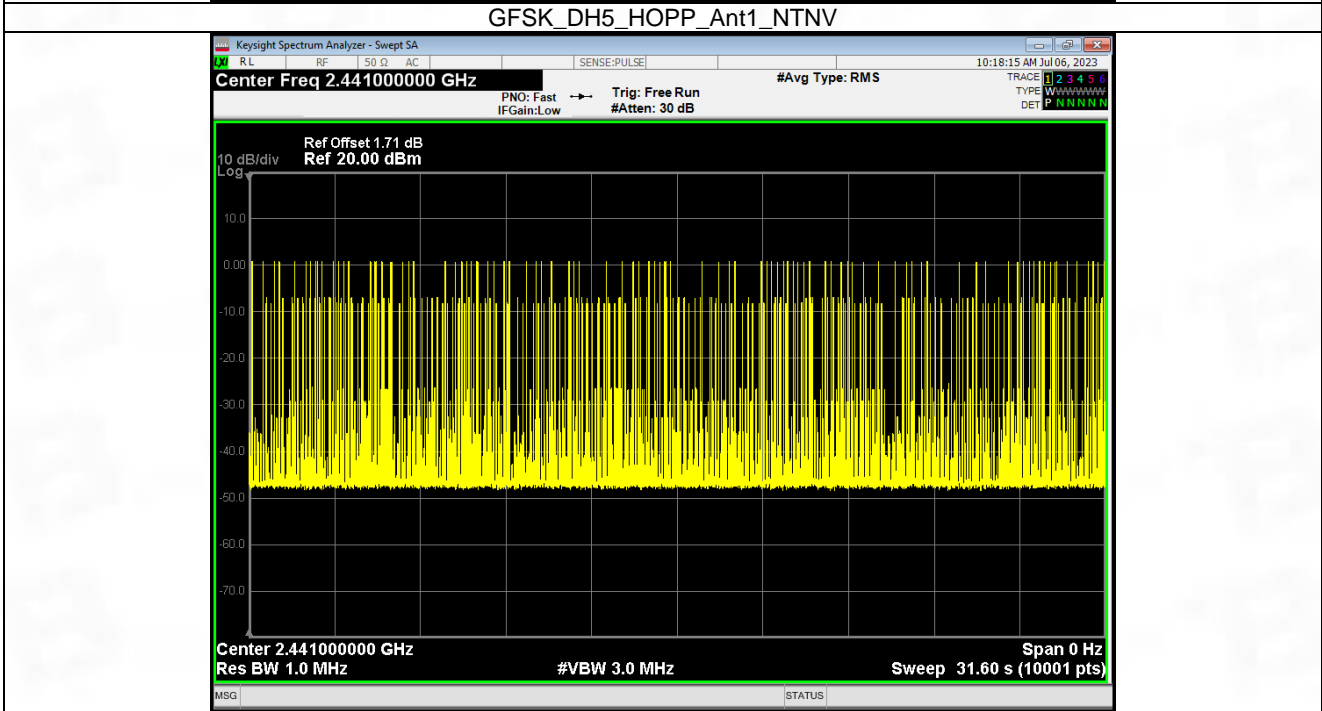 GFSK_DH5_HOPP_Ant1_NTNV
Keysight Spectrum Analyzer - Swept SA
LXI RL RF 50 Ω AC SENSE:PULSE 10:18:15 AM Jul 06, 2023
Center Freq 2.441000000 GHz #Avg Type: RMS TRACE 1 2 3 4 5 6
PNO: Fast Trig: Free Run TYPE WWWWWW
IFGain:Low #Atten: 30 dB DET P N N N N N
Ref Offset 1.71 dB
10 dB/div Ref 20.00 dBm
Log
10.0
0.00
-10.0
-20.0
-30.0
-40.0
-50.0
-60.0
-70.0
Center 2.441000000 GHz Span 0 Hz
Res BW 1.0 MHz #VBW 3.0 MHz Sweep 31.60 s (10001 pts)
MSG STATUS